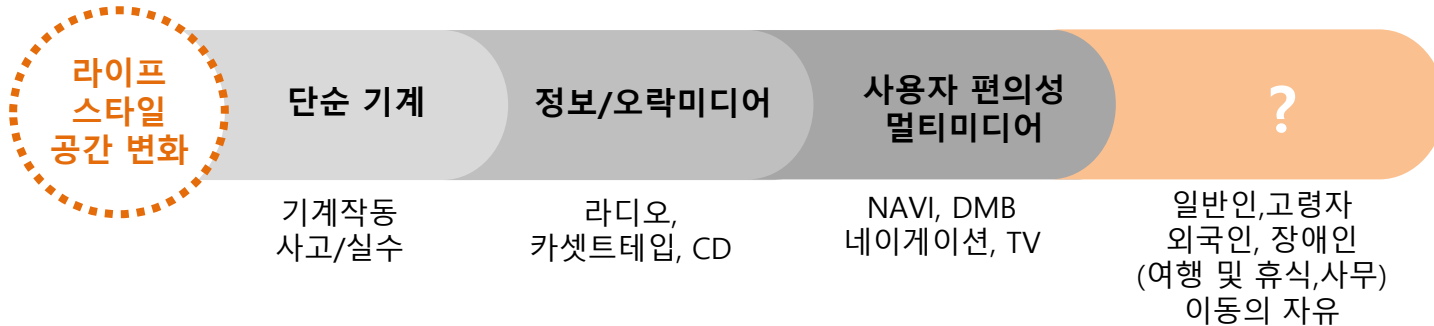 라이프
스타일
공간 변화
단순 기계
정보/오락미디어
사용자 편의성
멀티미디어
?
기계작동
사고/실수
라디오,
카셋트테입, CD
NAVI, DMB
네이게이션, TV
일반인,고령자
외국인, 장애인
(여행 및 휴식,사무)
이동의 자유